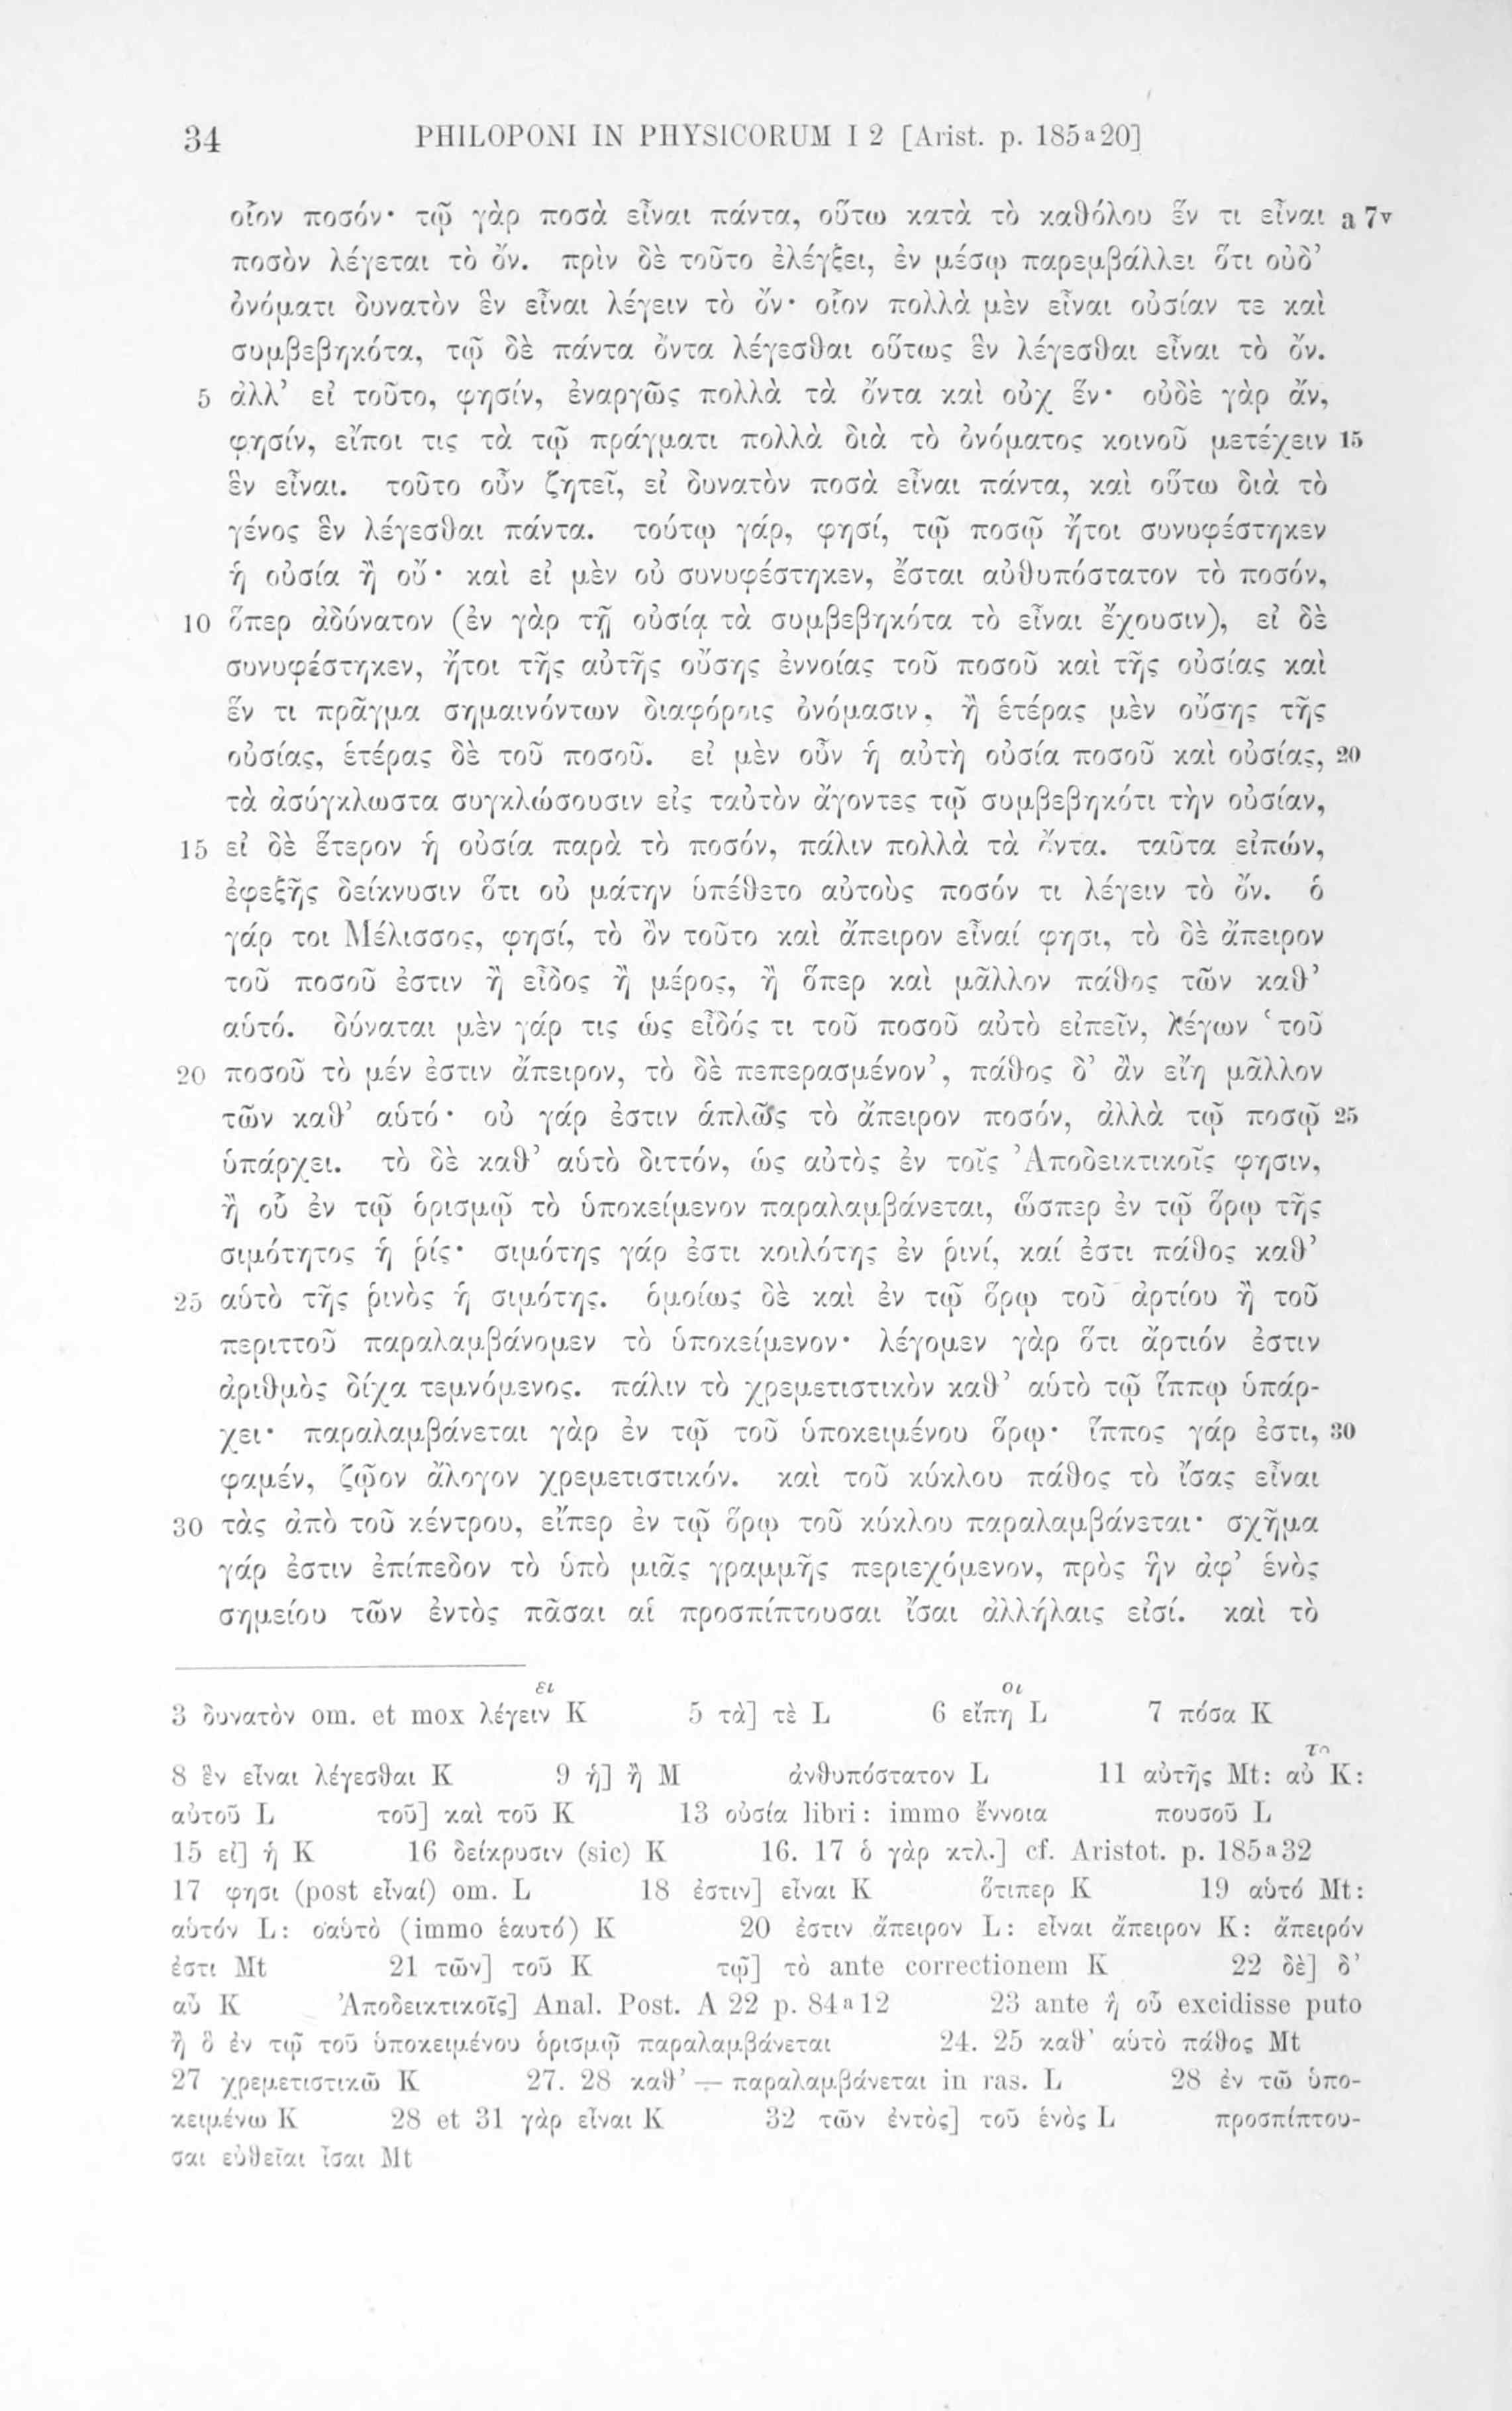 34 PHILOPONI IN PHYSICORUM I 2 [Arist. p. 185ª20]
οἷον ποσόν· τῷ γὰρ ποσὰ εἶναι πάντα, οὕτω κατὰ τὸ καθόλου ἕν τι εἶναι a 7ᵛ
ποσὸν λέγεται τὸ ὄν. πρὶν δὲ τοῦτο ἐλέγξει, ἐν μέσῳ παρεμβάλλει ὅτι οὐδ’
ὀνόματι δυνατὸν ἓν εἶναι λέγειν τὸ ὄν· οἷον πολλὰ μὲν εἶναι οὐσίαν τε καὶ
συμβεβηκότα, τῷ δὲ πάντα ὄντα λέγεσθαι οὕτως ἓν λέγεσθαι εἶναι τὸ ὄν.
5 ἀλλ’ εἰ τοῦτο, φησίν, ἐναργῶς πολλὰ τὰ ὄντα καὶ οὐχ ἕν· οὐδὲ γὰρ ἄν,
φησίν, εἴποι τις τὰ τῷ πράγματι πολλὰ διὰ τὸ ὀνόματος κοινοῦ μετέχειν 15
ἓν εἶναι. τοῦτο οὖν ζητεῖ, εἰ δυνατὸν ποσὰ εἶναι πάντα, καὶ οὕτω διὰ τὸ
γένος ἓν λέγεσθαι πάντα. τούτῳ γάρ, φησί, τῷ ποσῷ ἤτοι συνυφέστηκεν
ἡ οὐσία ἢ οὔ· καὶ εἰ μὲν οὐ συνυφέστηκεν, ἔσται αὐθυπόστατον τὸ ποσόν,
10 ὅπερ ἀδύνατον (ἐν γὰρ τῇ οὐσίᾳ τὰ συμβεβηκότα τὸ εἶναι ἔχουσιν), εἰ δὲ
συνυφέστηκεν, ἤτοι τῆς αὐτῆς οὔσης ἐννοίας τοῦ ποσοῦ καὶ τῆς οὐσίας καὶ
ἕν τι πρᾶγμα σημαινόντων διαφόροις ὀνόμασιν, ἢ ἑτέρας μὲν οὔσης τῆς
οὐσίας, ἑτέρας δὲ τοῦ ποσοῦ. εἰ μὲν οὖν ἡ αὐτὴ οὐσία ποσοῦ καὶ οὐσίας, 20
τὰ ἀσύγκλωστα συγκλώσουσιν εἰς ταὐτὸν ἄγοντες τῷ συμβεβηκότι τὴν οὐσίαν,
15 εἰ δὲ ἕτερον ἡ οὐσία παρὰ τὸ ποσόν, πάλιν πολλὰ τὰ ὄντα. ταῦτα εἰπών,
ἐφεξῆς δείκνυσιν ὅτι οὐ μάτην ὑπέθετο αὐτοὺς ποσόν τι λέγειν τὸ ὄν. ὁ
γάρ τοι Μέλισσος, φησί, τὸ ὂν τοῦτο καὶ ἄπειρον εἶναί φησι, τὸ δὲ ἄπειρον
τοῦ ποσοῦ ἐστιν ἢ εἶδος ἢ μέρος, ἢ ὅπερ καὶ μᾶλλον πάθος τῶν καθ’
αὑτό. δύναται μὲν γάρ τις ὡς εἶδός τι τοῦ ποσοῦ αὐτὸ εἰπεῖν, λέγων ‘τοῦ
20 ποσοῦ τὸ μέν ἐστιν ἄπειρον, τὸ δὲ πεπερασμένον’, πάθος δ’ ἂν εἴη μᾶλλον
τῶν καθ’ αὑτό· οὐ γάρ ἐστιν ἁπλῶς τὸ ἄπειρον ποσόν, ἀλλὰ τῷ ποσῷ 25
ὑπάρχει. τὸ δὲ καθ’ αὑτὸ διττόν, ὡς αὐτὸς ἐν τοῖς Ἀποδεικτικοῖς φησιν,
ἢ οὗ ἐν τῷ ὁρισμῷ τὸ ὑποκείμενον παραλαμβάνεται, ὥσπερ ἐν τῷ ὅρῳ τῆς
σιμότητος ἡ ῥίς· σιμότης γάρ ἐστι κοιλότης ἐν ῥινί, καί ἐστι πάθος καθ’
25 αὑτὸ τῆς ῥινὸς ἡ σιμότης. ὁμοίως δὲ καὶ ἐν τῷ ὅρῳ τοῦ ἀρτίου ἢ τοῦ
περιττοῦ παραλαμβάνομεν τὸ ὑποκείμενον· λέγομεν γὰρ ὅτι ἄρτιόν ἐστιν
ἀριθμὸς δίχα τεμνόμενος. πάλιν τὸ χρεμετιστικὸν καθ’ αὑτὸ τῷ ἵππῳ ὑπάρ-
χει· παραλαμβάνεται γὰρ ἐν τῷ τοῦ ὑποκειμένου ὅρῳ· ἵππος γάρ ἐστι, 30
φαμέν, ζῷον ἄλογον χρεμετιστικόν. καὶ τοῦ κύκλου πάθος τὸ ἴσας εἶναι
30 τὰς ἀπὸ τοῦ κέντρου, εἴπερ ἐν τῷ ὅρῳ τοῦ κύκλου παραλαμβάνεται· σχῆμα
γάρ ἐστιν ἐπίπεδον τὸ ὑπὸ μιᾶς γραμμῆς περιεχόμενον, πρὸς ἣν ἀφ’ ἑνὸς
σημείου τῶν ἐντὸς πᾶσαι αἱ προσπίπτουσαι ἴσαι ἀλλήλαις εἰσί. καὶ τὸ
ει οι
3 δυνατὸν om. et mox λέγειν K 5 τὰ] τὲ L 6 εἴπη L 7 πόσα K
το
8 ἓν εἶναι λέγεσθαι K 9 ἡ] ἢ M ἀνθυπόστατον L 11 αὐτῆς Mt: αὐ K:
αὐτοῦ L τοῦ] καὶ τοῦ K 13 οὐσία libri: immo ἔννοια πουσοῦ L
15 εἰ] ἡ K 16 δείκρυσιν (sic) K 16. 17 ὁ γὰρ κτλ.] cf. Aristot. p. 185ª32
17 φησι (post εἶναί) om. L 18 ἐστιν] εἶναι K ὅτιπερ K 19 αὑτό Mt:
αὑτόν L: οαὑτὸ (immo ἑαυτό) K 20 ἐστιν ἄπειρον L: εἶναι ἄπειρον K: ἄπειρόν
ἐστι Mt 21 τῶν] τοῦ K τῷ] τὸ ante correctionem K 22 δὲ] δ’
αὖ K Ἀποδεικτικοῖς] Anal. Post. A 22 p. 84ª12 23 ante ἢ οὗ excidisse puto
ἢ ὃ ἐν τῷ τοῦ ὑποκειμένου ὁρισμῷ παραλαμβάνεται 24. 25 καθ’ αὑτὸ πάθος Mt
27 χρεμετιστικῶ K 27. 28 καθ’ — παραλαμβάνεται in ras. L 28 ἐν τῶ ὑπο-
κειμένω K 28 et 31 γὰρ εἶναι K 32 τῶν ἐντὸς] τοῦ ἑνὸς L προσπίπτου-
σαι εὐθεῖαι ἴσαι Mt